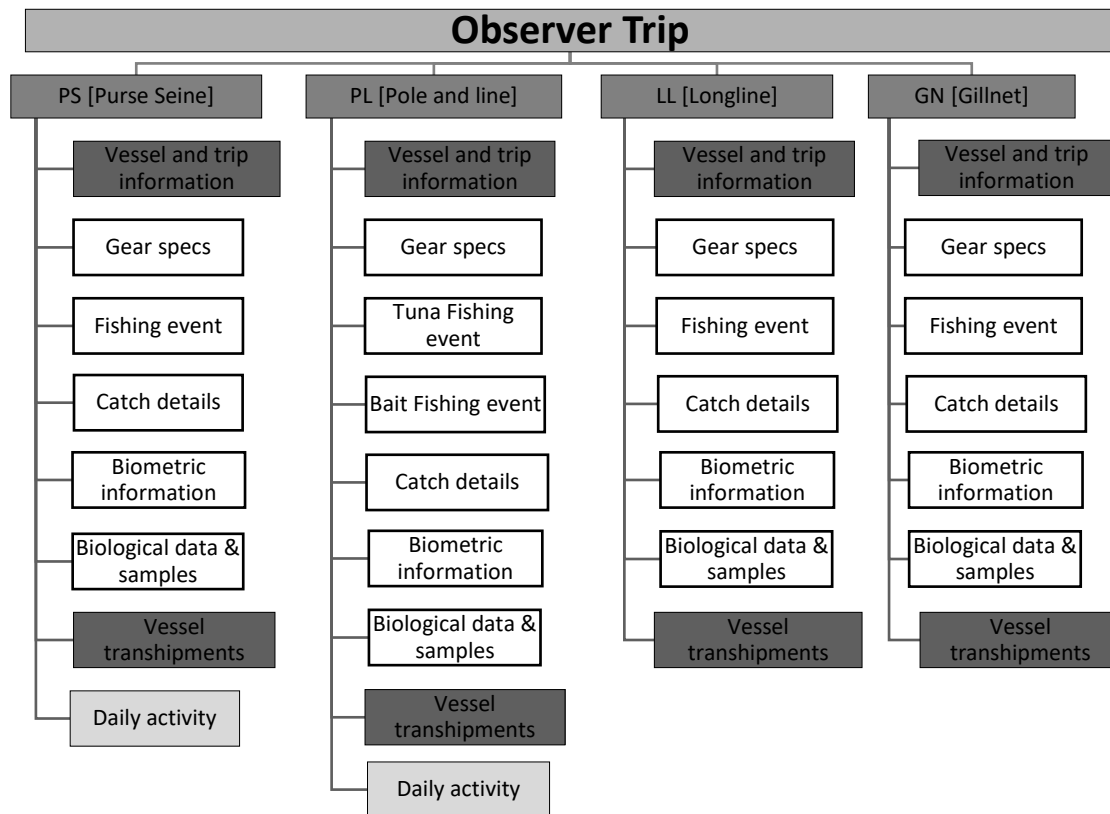 Observer Trip
PS [Purse Seine]
Vessel and trip
information
Gear specs
Fishing event
Catch details
Biometric
information
Biological data &
samples
Vessel
transhipments
Daily activity
PL [Pole and line]
Vessel and trip
information
Gear specs
Tuna Fishing
event
Bait Fishing event
Catch details
Biometric
information
Biological data &
samples
Vessel
transhipments
Daily activity
LL [Longline]
Vessel and trip
information
Gear specs
Fishing event
Catch details
Biometric
information
Biological data &
samples
Vessel
transhipments
GN [Gillnet]
Vessel and trip
information
Gear specs
Fishing event
Catch details
Biometric
information
Biological data &
samples
Vessel
transhipments